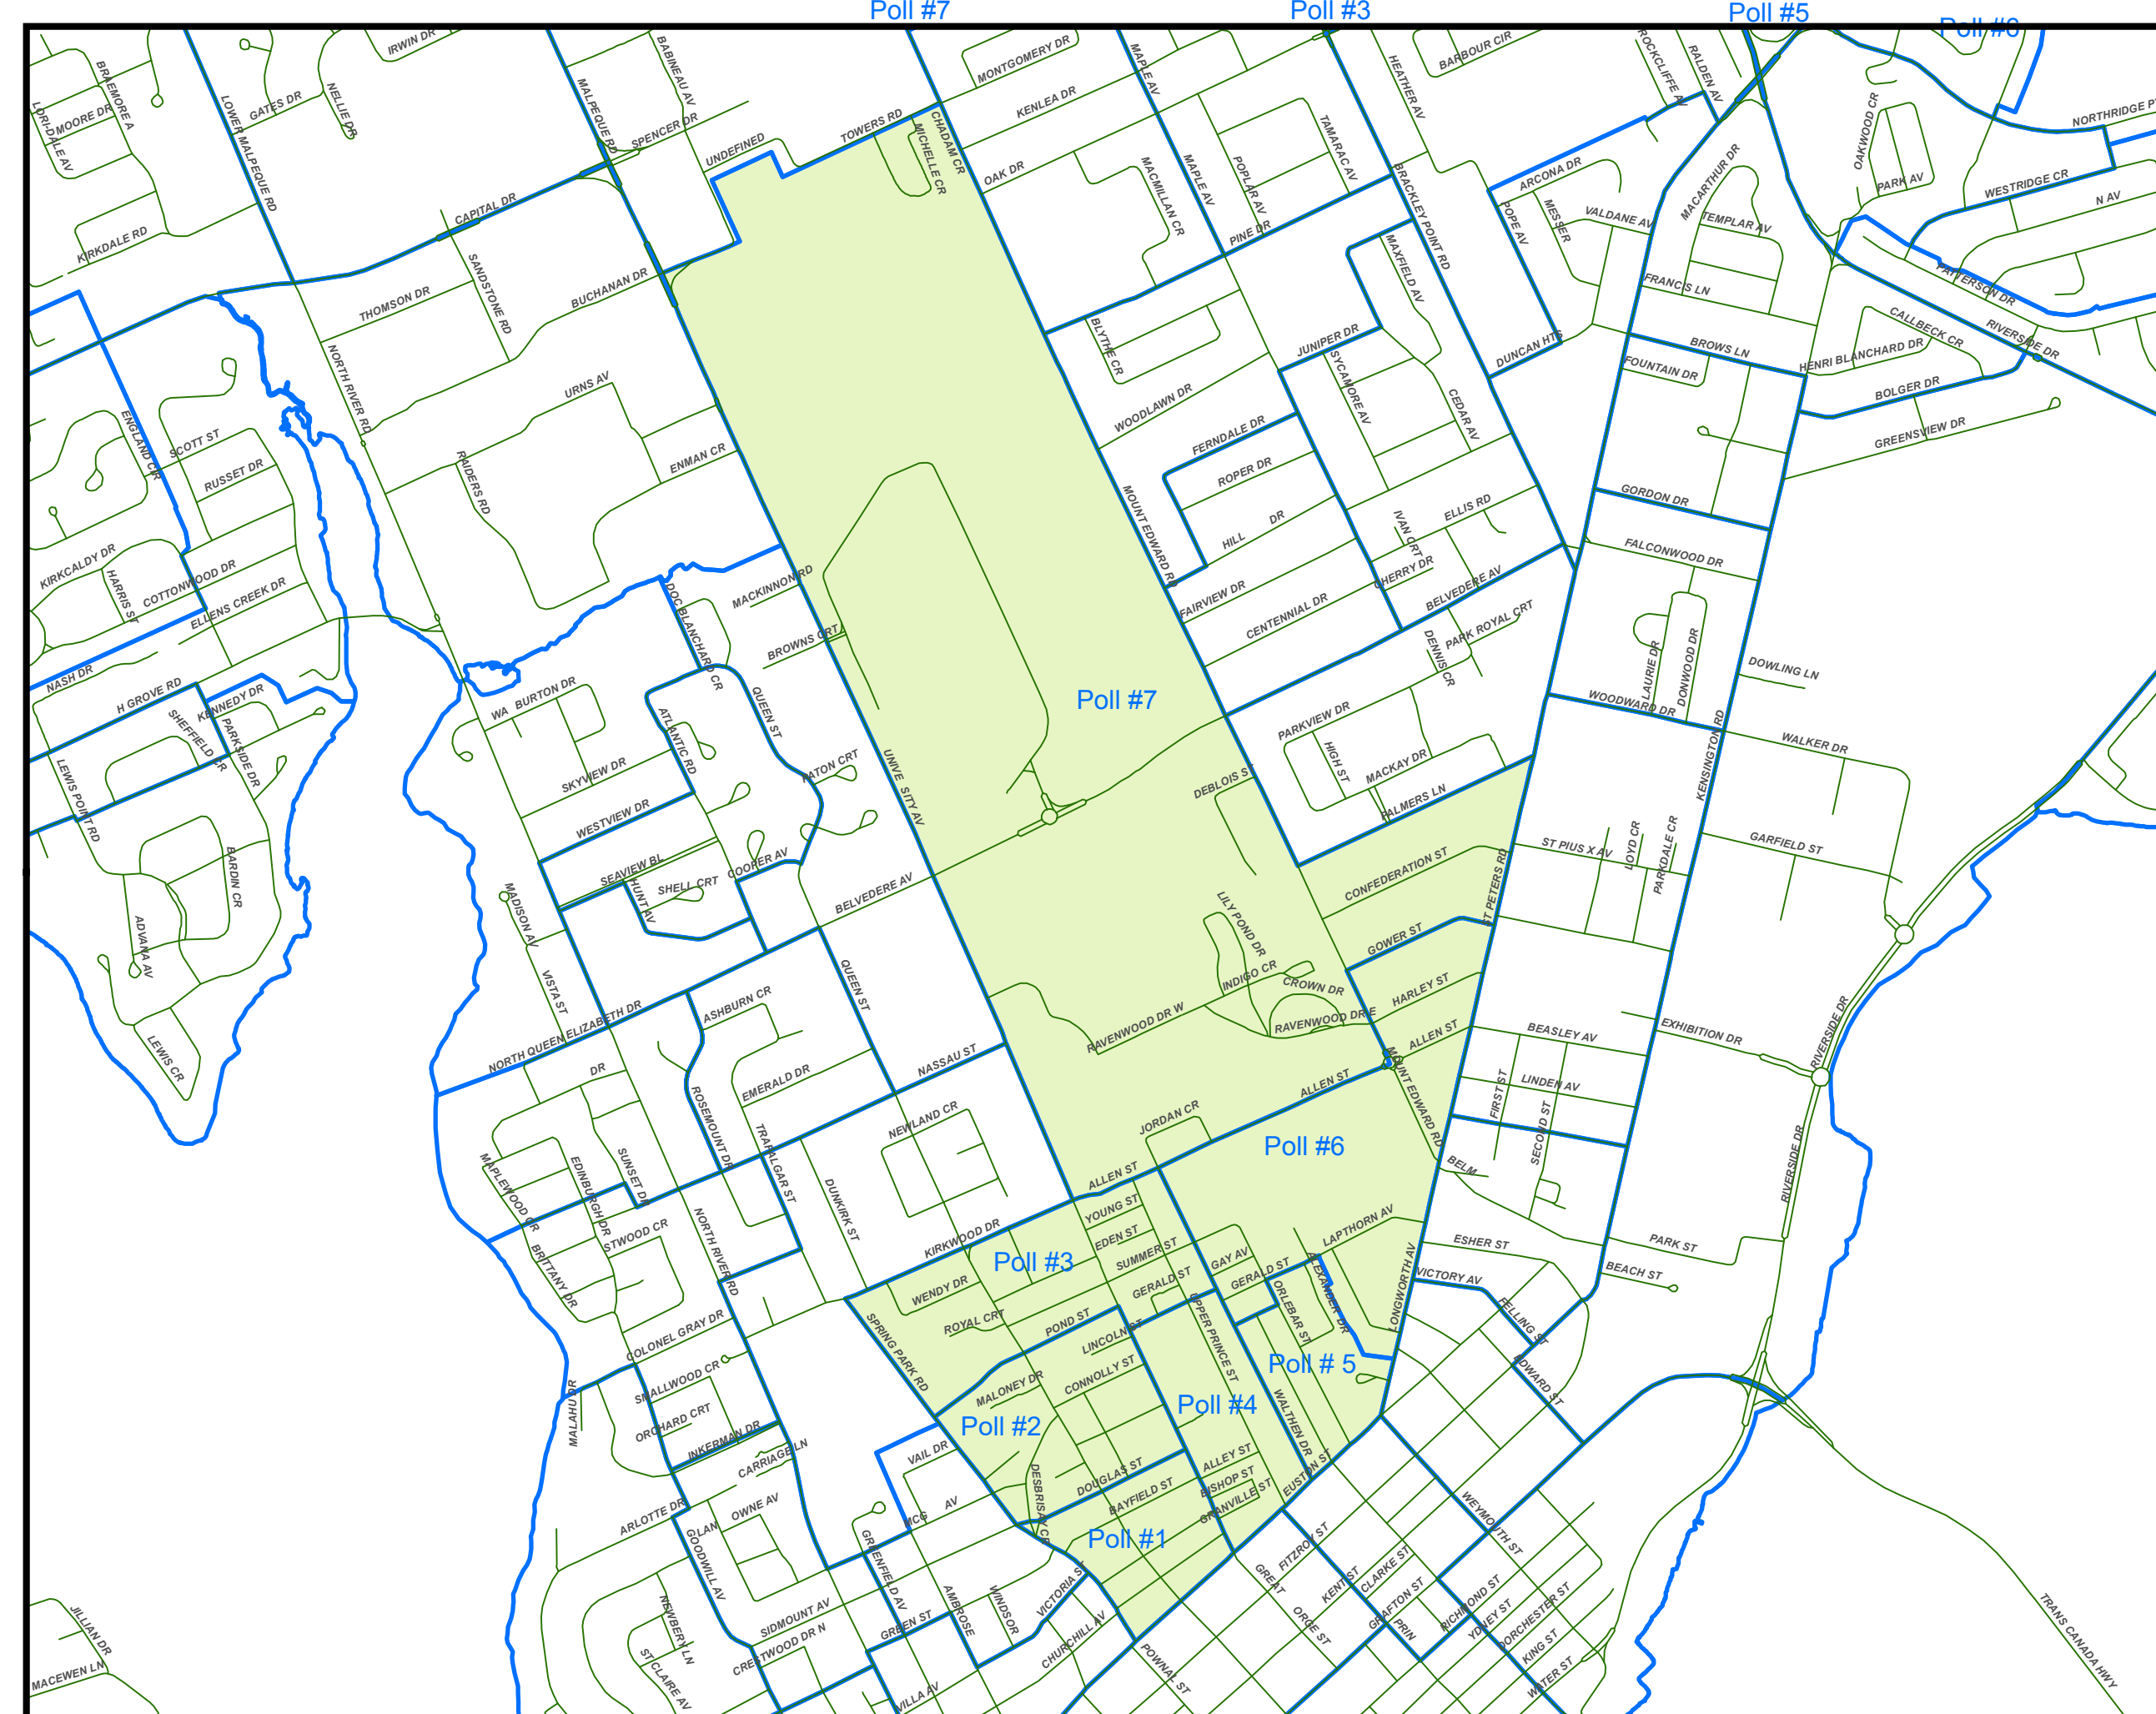 Poll #7
Poll #3
Poll #5
Poll #6
IRWIN DR
BABINEAU AV
MONTGOMERY DR
MAPLE AV
BARBOUR CIR
HEATHER AV
ROCKCLIFFE AV
RALDEN AV
BRAEMORE A
LORI-DALE AV
MOORE DR
GATES DR
NELLIE DR
LOWER MALPEQUE RD
MALPEQUE RD
SPENCER DR
UNDEFINED
TOWERS RD
MICHELLE CR
CHADAM CR
KENLEA DR
OAK DR
MACMILLAN CR
MAPLE AV
POPLAR AV
TAMARAC AV
PINE DR
BRACKLEY POINT RD
MAXFIELD AV
ARCONA DR
POPE AV
MESSER
VALDANE AV
MACARTHUR DR
TEMPLAR AV
OAKWOOD CR
PARK AV
WESTRIDGE CR
N AV
KIRKDALE RD
CAPITAL DR
SANDSTONE RD
THOMSON DR
BUCHANAN DR
NORTH RIVER RD
URNS AV
ENMAN CR
RAIDERS RD
BLYTHE CR
WOODLAWN DR
JUNIPER DR
SYCAMORE AV
CEDAR AV
DUNCAN HTS
FRANCIS LN
BROWS LN
FOUNTAIN DR
HENRI BLANCHARD DR
CALLBECK CR
PATTERSON DR
RIVERSIDE DR
BOLGER DR
GREENSVIEW DR
ENGLAND CIR
SCOTT ST
RUSSET DR
KIRKCALDY DR
HARRIS ST
COTTONWOOD DR
ELLENS CREEK DR
NASH DR
H GROVE RD
KENNEDY DR
SHEFFIELD CR
PARKSIDE DR
LEWIS POINT RD
BARDIN CR
ADVANA AV
LEWIS CR
FERNDALE DR
ROPER DR
HILL
DR
MOUNT EDWARD RD
FAIRVIEW DR
CENTENNIAL DR
IVAN CRT
CHERRY DR
ELLIS RD
BELVEDERE AV
DENNIS CR
PARK ROYAL CRT
GORDON DR
FALCONWOOD DR
LAURIE DR
DONWOOD DR
WOODWARD DR
DOWLING LN
WALKER DR
KENSINGTON RD
DOC BLANCHARD CR
MACKINNON RD
BROWNS CRT
WA
BURTON DR
ATLANTIC RD
QUEEN ST
SKYVIEW DR
WESTVIEW DR
PATON CRT
UNIVE
SITY AV
SEAVIEW BL
HUNT AV
SHELL CRT
COOPER AV
BELVEDERE AV
MADISON AV
VISTA ST
Poll #7
PARKVIEW DR
HIGH ST
MACKAY DR
PALMERS LN
DEBLOIS ST
CONFEDERATION ST
ST PETERS RD
GOWER ST
LILY POND DR
INDIGO CR
CROWN DR
RAVENWOOD DR W
RAVENWOOD DR E
HARLEY ST
ALLEN ST
ALLEN ST
MOUNT EDWARD RD
ST PIUS X AV
LOYD CR
PARKDALE CR
GARFIELD ST
BEASLEY AV
LINDEN AV
FIRST ST
SECOND ST
EXHIBITION DR
RIVERSIDE DR
RIVERSIDE DR
BELM
NORTH QUEEN ELIZABETH DR
ASHBURN CR
QUEEN ST
NASSAU ST
EMERALD DR
DR
ROSEMOUNT DR
TRAFALGAR ST
NEWLAND CR
DUNKIRK ST
MAPLEWOOD CR
EDINBURGH DR
SUNSET DR
STWOOD CR
NORTH RIVER RD
BRITTANY DR
COLONEL GRAY DR
JORDAN CR
ALLEN ST
Poll #6
YOUNG ST
EDEN ST
SUMMER ST
KIRKWOOD DR
Poll #3
WENDY DR
ROYAL CRT
POND ST
GERALD ST
LINCOLN ST
GAY AV
GERALD ST
UPPER PRINCE ST
ORLEBAR ST
ALEXANDER DR
LAPTHORN AV
LONGWORTH AV
ESHER ST
VICTORY AV
FELLING ST
EDWARD ST
BEACH ST
PARK ST
SPRING PARK RD
MALONEY DR
CONNOLLY ST
Poll # 5
Poll #4
Poll #2
WALTHEN DR
SMALLWOOD CR
ORCHARD CRT
INKERMAN DR
CARRIAGE LN
MALAHU DR
VAIL DR
MCG
AV
DESBRISAY CR
DOUGLAS ST
BAYFIELD ST
ALLEY ST
BISHOP ST
GRANVILLE ST
EUSTON ST
Poll #1
ARLOTTE DR
GOODWILL AV
LAN
OWNE AV
GREENFIELD AV
AMBROSE
WINDSOR
VICTORIA ST
CHURCHILL AV
SIDMOUNT AV
CRESTWOOD DR N
NEWBERY LN
ST CLAIRE AV
GREEN ST
VILLA AV
POWNAL ST
GREAT
ORGE ST
FITZROY ST
KENT ST
CLARKE ST
GRAFTON ST
PRIN
RICHMOND ST
YDNEY ST
DORCHESTER ST
KING ST
WATER ST
WEYMOUTH ST
TRANS CANADA HWY
JILLIAN DR
MACEWEN LN